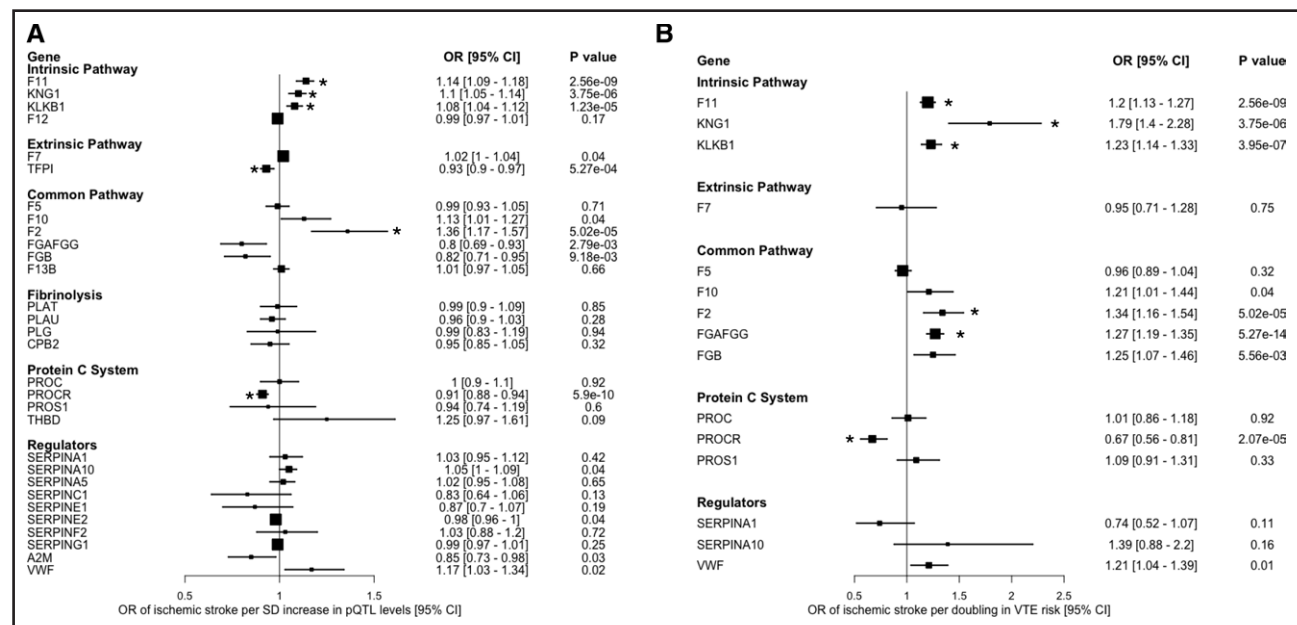 A
Gene OR [95% CI] P value
Intrinsic Pathway
F11 * 1.14 [1.09 - 1.18] 2.56e-09
KNG1 * 1.1 [1.05 - 1.14] 3.75e-06
KLKB1 * 1.08 [1.04 - 1.12] 1.23e-05
F12 0.99 [0.97 - 1.01] 0.17
Extrinsic Pathway
F7 1.02 [1 - 1.04] 0.04
TFPI * 0.93 [0.9 - 0.97] 5.27e-04
Common Pathway
F5 0.99 [0.93 - 1.05] 0.71
F10 1.13 [1.01 - 1.27] 0.04
F2 * 1.36 [1.17 - 1.57] 5.02e-05
FGAFGG 0.8 [0.69 - 0.93] 2.79e-03
FGB 0.82 [0.71 - 0.95] 9.18e-03
F13B 1.01 [0.97 - 1.05] 0.66
Fibrinolysis
PLAT 0.99 [0.9 - 1.09] 0.85
PLAU 0.96 [0.9 - 1.03] 0.28
PLG 0.99 [0.83 - 1.19] 0.94
CPB2 0.95 [0.85 - 1.05] 0.32
Protein C System
PROC 1 [0.9 - 1.1] 0.92
PROCR * 0.91 [0.88 - 0.94] 5.9e-10
PROS1 0.94 [0.74 - 1.19] 0.6
THBD 1.25 [0.97 - 1.61] 0.09
Regulators
SERPINA1 1.03 [0.95 - 1.12] 0.42
SERPINA10 1.05 [1 - 1.09] 0.04
SERPINA5 1.02 [0.95 - 1.08] 0.65
SERPINC1 0.83 [0.64 - 1.06] 0.13
SERPINE1 0.87 [0.7 - 1.07] 0.19
SERPINE2 0.98 [0.96 - 1] 0.04
SERPINF2 1.03 [0.88 - 1.2] 0.72
SERPING1 0.99 [0.97 - 1.01] 0.25
A2M 0.85 [0.73 - 0.98] 0.03
VWF 1.17 [1.03 - 1.34] 0.02
0.5 1 1.5
OR of ischemic stroke per SD increase in pQTL levels [95% CI]
B
Gene OR [95% CI] P value
Intrinsic Pathway
F11 * 1.2 [1.13 - 1.27] 2.56e-09
KNG1 * 1.79 [1.4 - 2.28] 3.75e-06
KLKB1 * 1.23 [1.14 - 1.33] 3.95e-07
Extrinsic Pathway
F7 0.95 [0.71 - 1.28] 0.75
Common Pathway
F5 0.96 [0.89 - 1.04] 0.32
F10 1.21 [1.01 - 1.44] 0.04
F2 * 1.34 [1.16 - 1.54] 5.02e-05
FGAFGG * 1.27 [1.19 - 1.35] 5.27e-14
FGB 1.25 [1.07 - 1.46] 5.56e-03
Protein C System
PROC 1.01 [0.86 - 1.18] 0.92
PROCR * 0.67 [0.56 - 0.81] 2.07e-05
PROS1 1.09 [0.91 - 1.31] 0.33
Regulators
SERPINA1 0.74 [0.52 - 1.07] 0.11
SERPINA10 1.39 [0.88 - 2.2] 0.16
VWF 1.21 [1.04 - 1.39] 0.01
0.5 1 1.5 2 2.5
OR of ischemic stroke per doubling in VTE risk [95% CI]